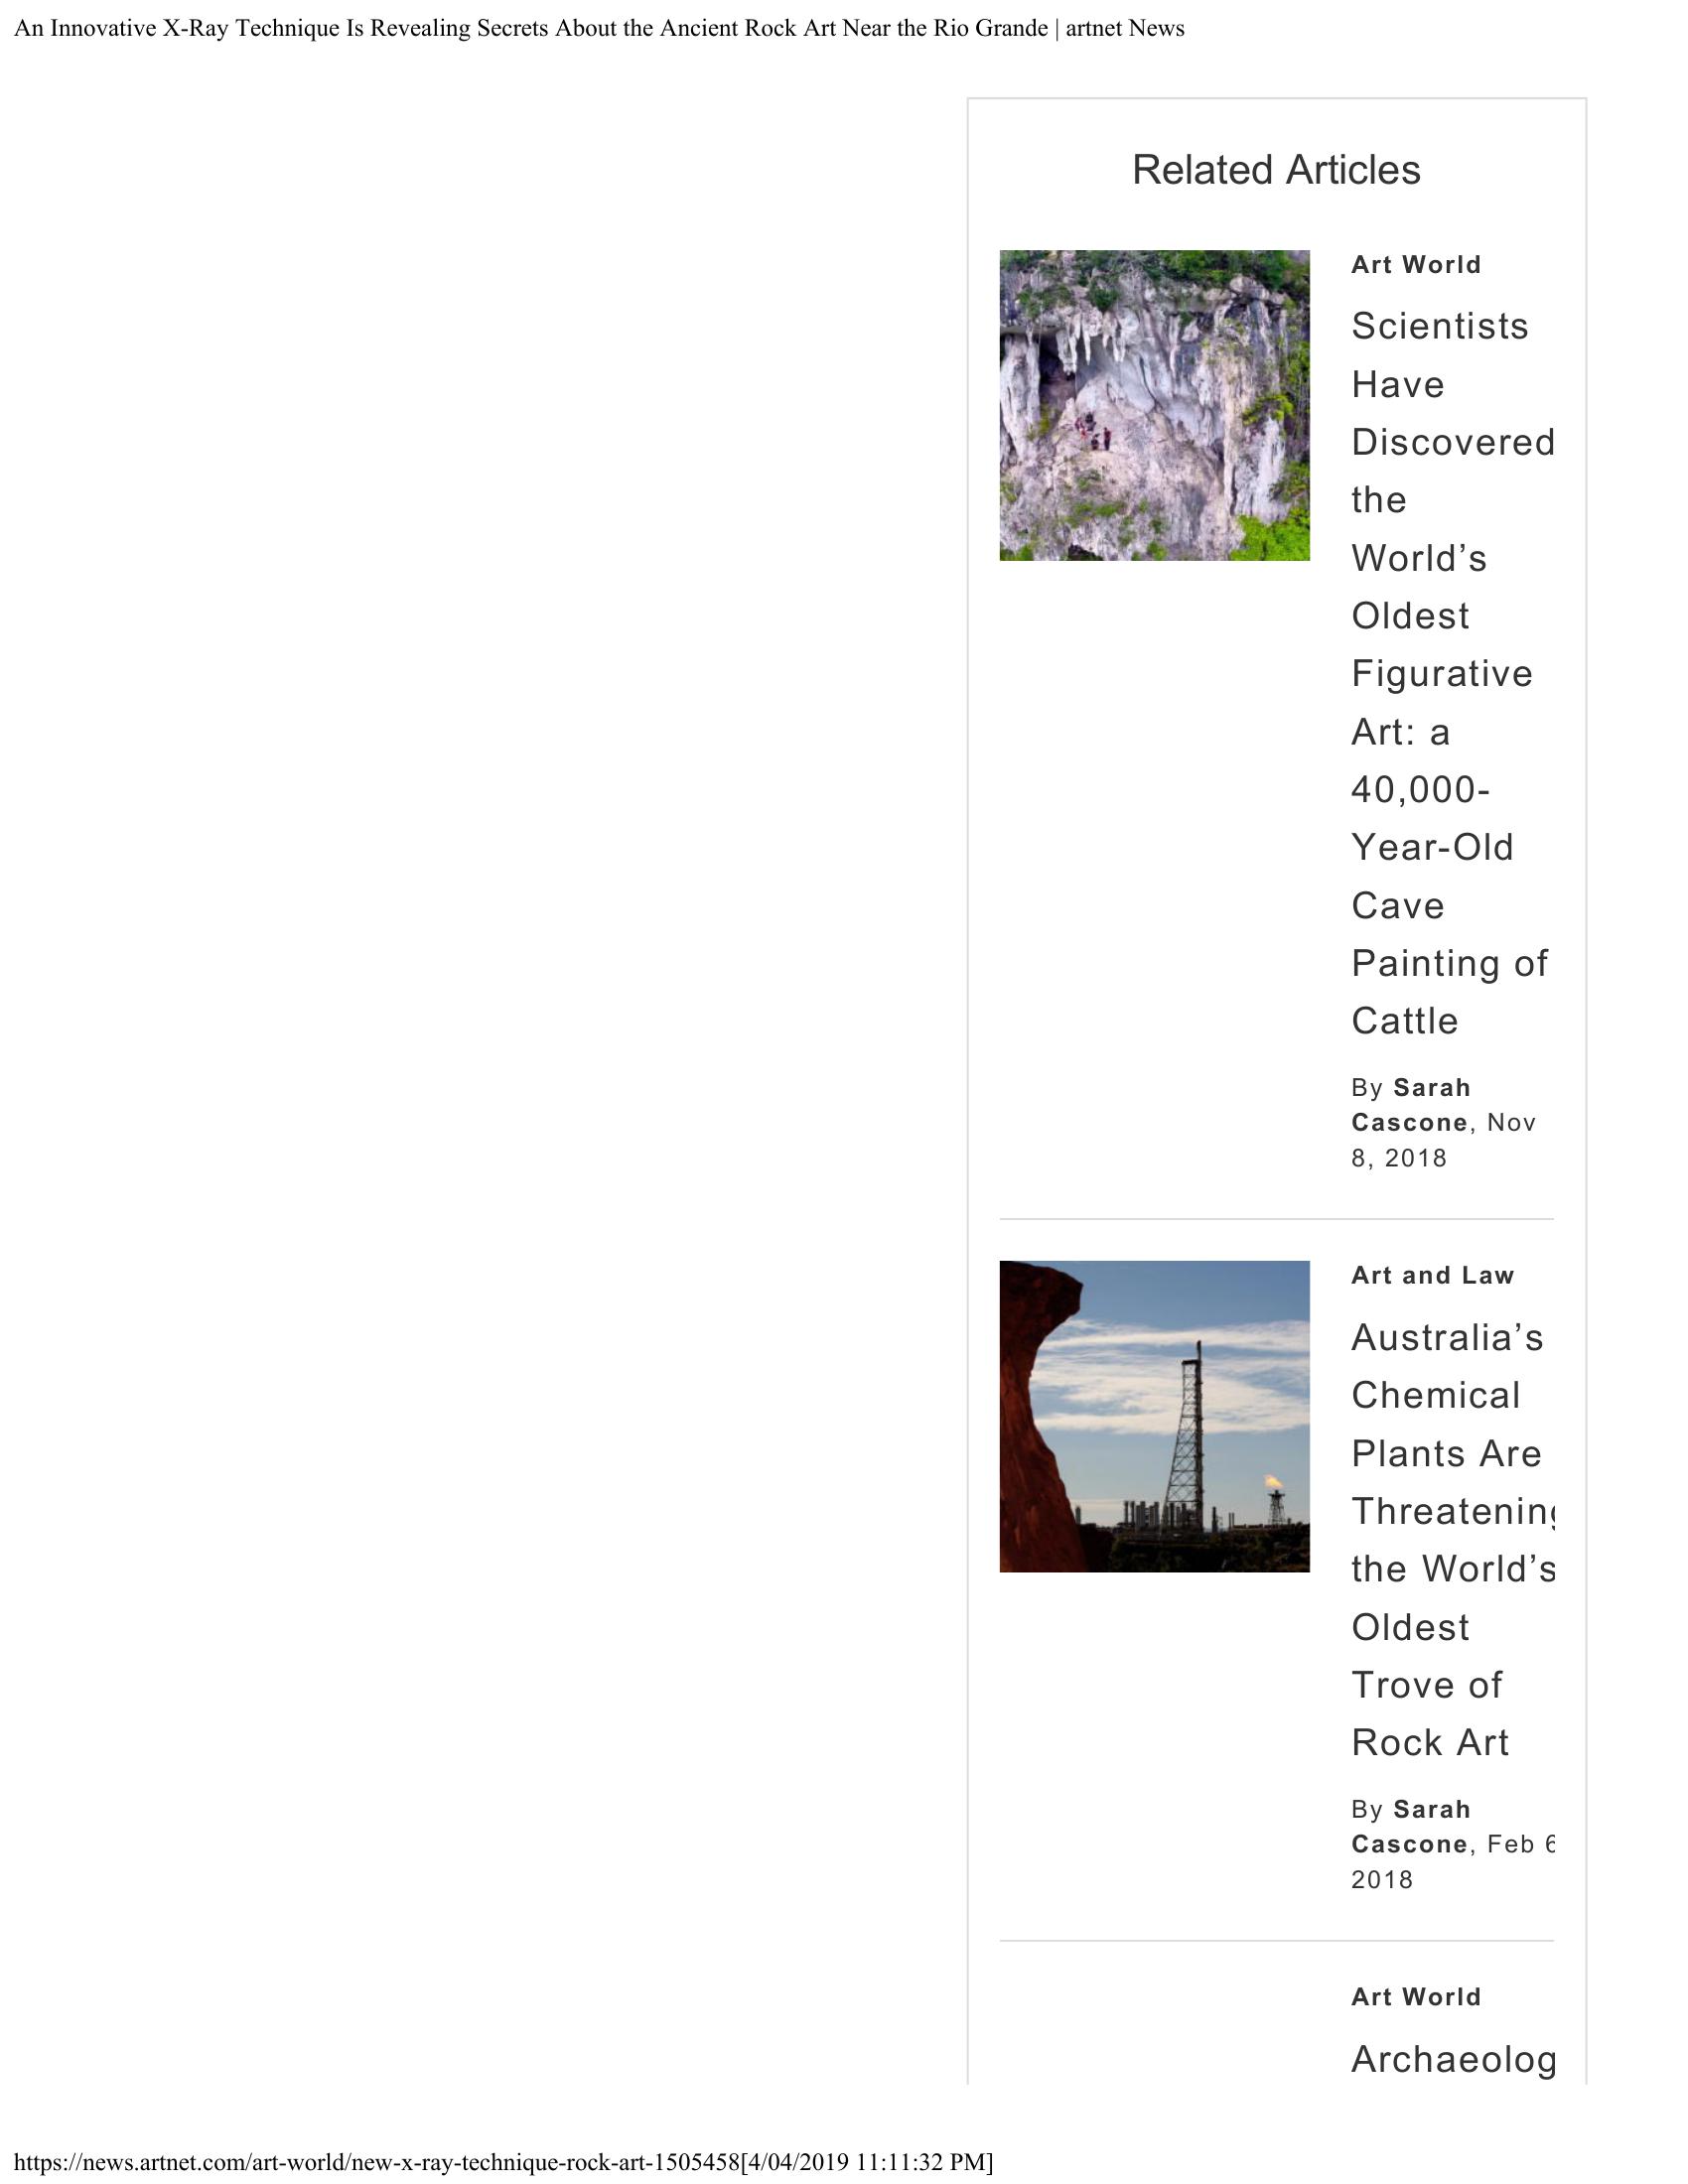 An Innovative X-Ray Technique Is Revealing Secrets About the Ancient Rock Art Near the Rio Grande | artnet News
Related Articles
Art World
Scientists
Have
Discovered
the
World’s
Oldest
Figurative
Art: a
40,000-
Year-Old
Cave
Painting of
Cattle
By Sarah
Cascone, Nov
8, 2018
Art and Law
Australia’s
Chemical
Plants Are
Threatening
the World’s
Oldest
Trove of
Rock Art
By Sarah
Cascone, Feb 6
2018
Art World
Archaeolog
https://news.artnet.com/art-world/new-x-ray-technique-rock-art-1505458[4/04/2019 11:11:32 PM]